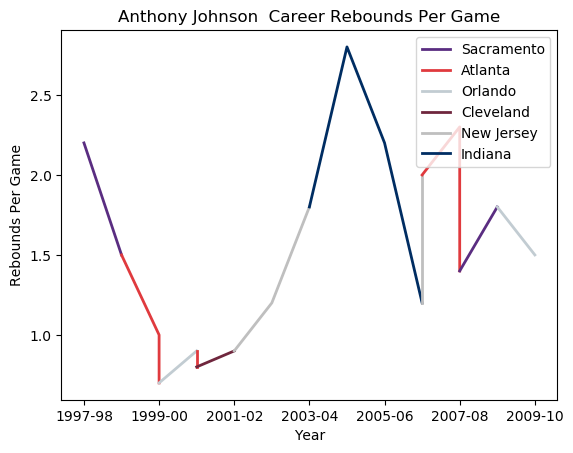 Anthony Johnson  Career Rebounds Per Game
Sacramento
Atlanta
Orlando
Cleveland
New Jersey
Indiana
Rebounds Per Game
2.5
2.0
1.5
1.0
1997-98 1999-00 2001-02 2003-04 2005-06 2007-08 2009-10
Year